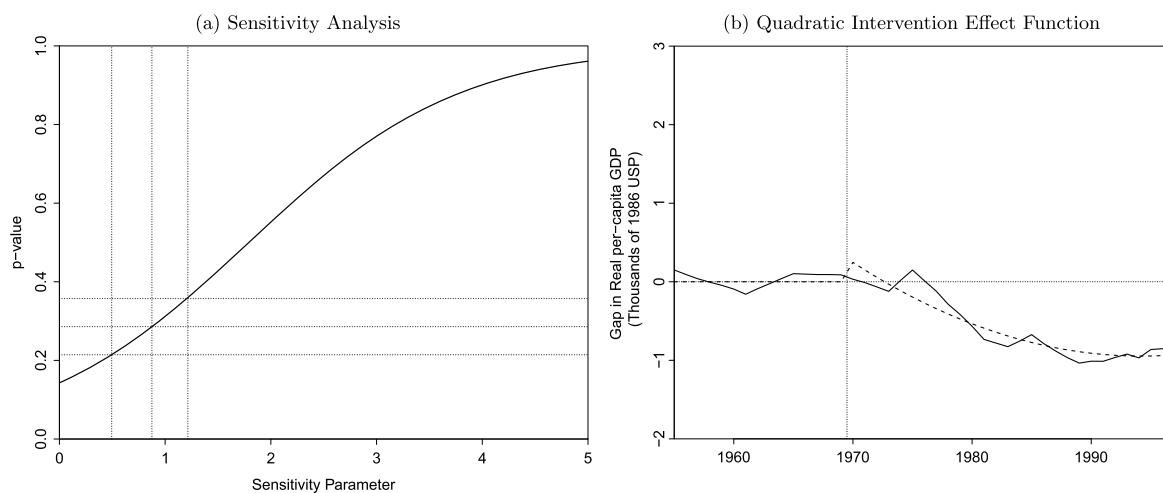 (a) Sensitivity Analysis
1.0
0.8
0.6
0.4
0.2
0.0
p−value
0 1 2 3 4 5
Sensitivity Parameter
(b) Quadratic Intervention Effect Function
3
2
1
0
−1
−2
Gap in Real per−capita GDP
(Thousands of 1986 USP)
1960 1970 1980 1990